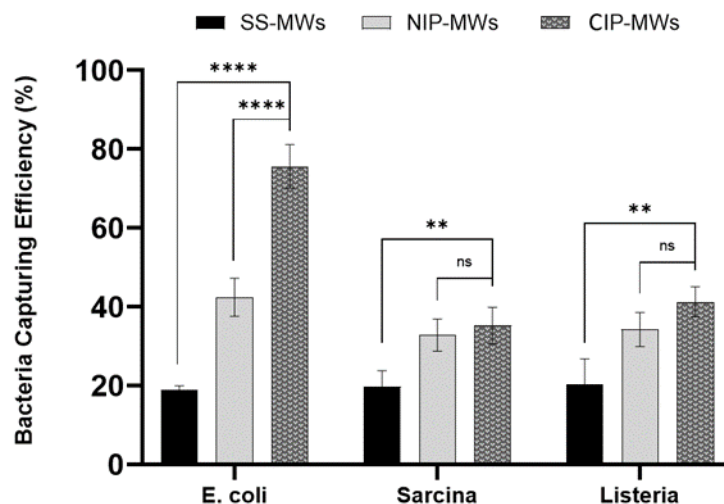 SS-MWs NIP-MWs CIP-MWs
Bacteria Capturing Efficiency (%)
100
80
60
40
20
0
****
****
**
ns
**
ns
E. coli Sarcina Listeria